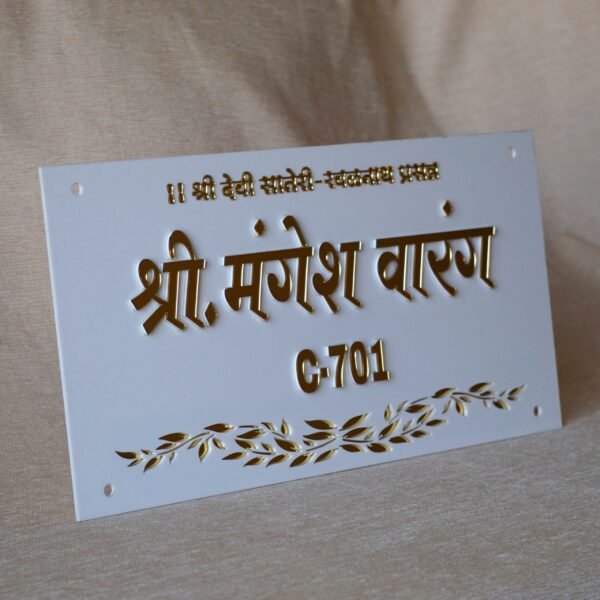 ।। श्री देवी सातेरी-रवळनाथ प्रसन्न
श्री. मंगेश वारंग
C-701